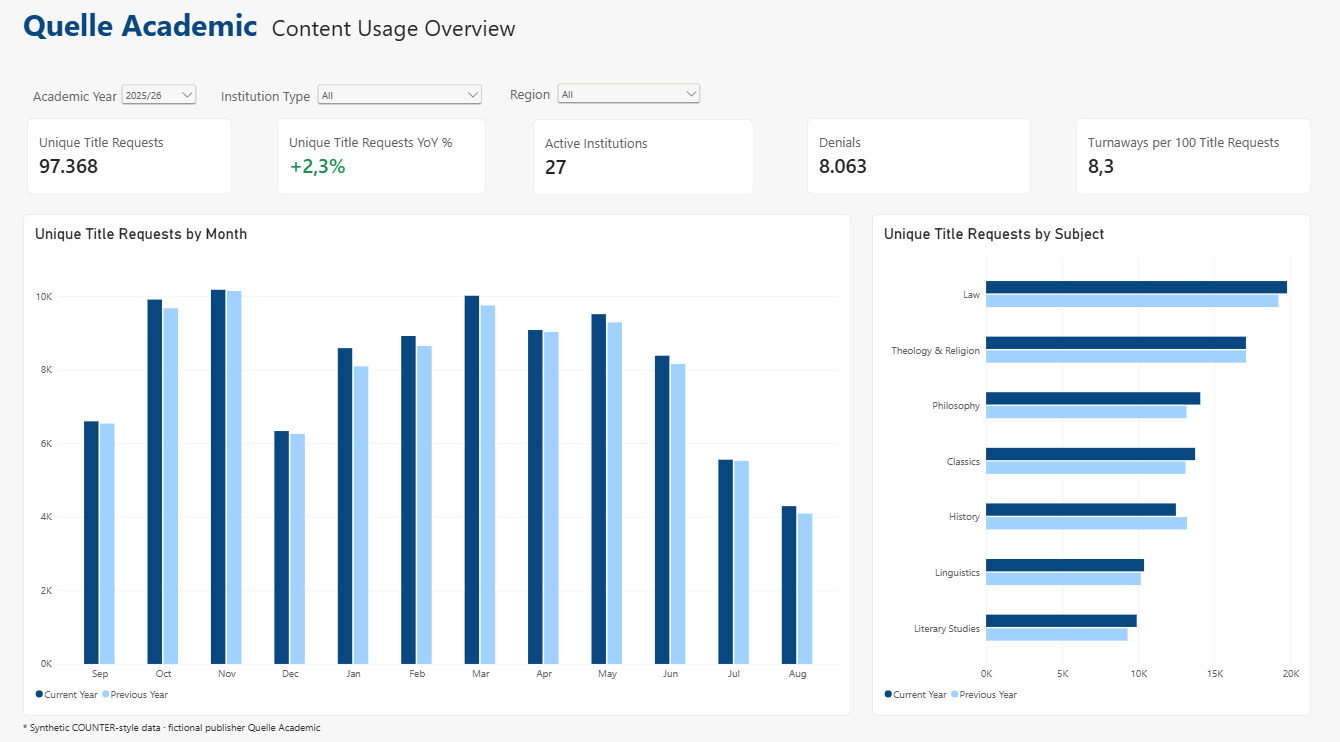 Quelle Academic Content Usage Overview
Academic Year 2025/26 Institution Type All Region All
Unique Title Requests
97.368
Unique Title Requests YoY %
+2,3%
Active Institutions
27
Denials
8.063
Turnaways per 100 Title Requests
8,3
Unique Title Requests by Month
10K
8K
6K
4K
2K
0K
Sep Oct Nov Dec Jan Feb Mar Apr May Jun Jul Aug
Current Year Previous Year
Unique Title Requests by Subject
Law
Theology & Religion
Philosophy
Classics
History
Linguistics
Literary Studies
0K 5K 10K 15K 20K
Current Year Previous Year
* Synthetic COUNTER-style data · fictional publisher Quelle Academic